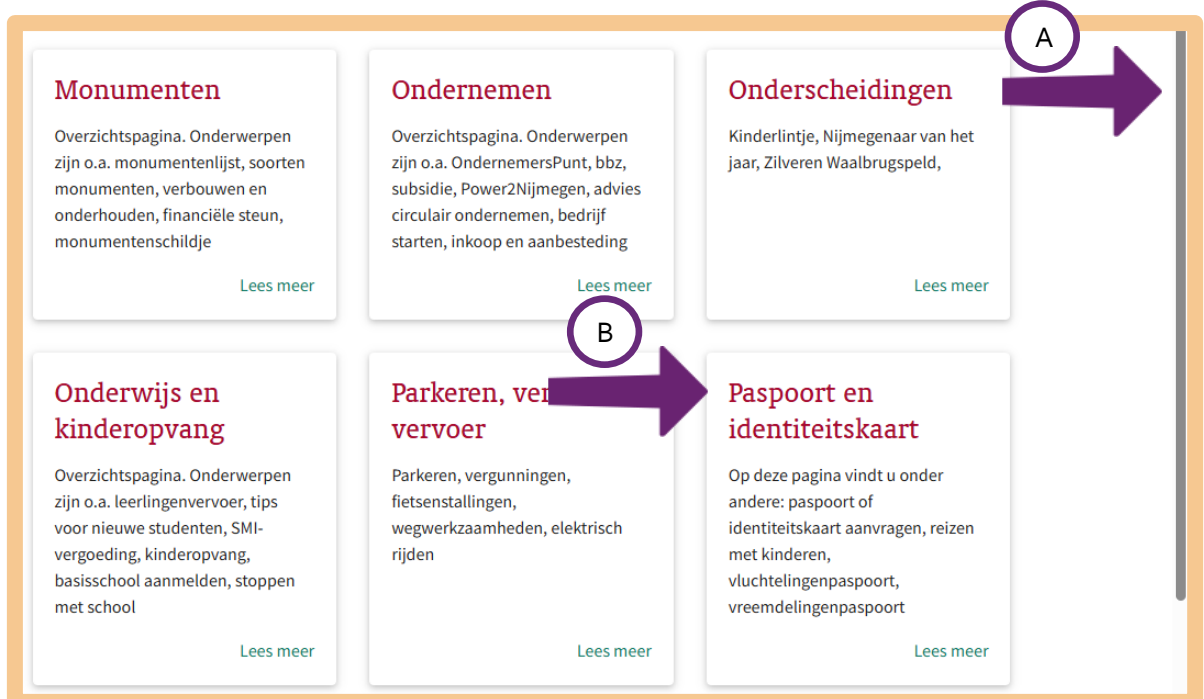 A
Monumenten
Overzichtspagina. Onderwerpen
zijn o.a. monumentenlijst, soorten
monumenten, verbouwen en
onderhouden, financiële steun,
monumentenschildje
Lees meer
Ondernemen
Overzichtspagina. Onderwerpen
zijn o.a. OndernemersPunt, bbz,
subsidie, Power2Nijmegen, advies
circulair ondernemen, bedrijf
starten, inkoop en aanbesteding
Lees meer
Onderscheidingen
Kinderlintje, Nijmegenaar van het
jaar, Zilveren Waalbrugspeld,
Lees meer
B
Onderwijs en
kinderopvang
Overzichtspagina. Onderwerpen
zijn o.a. leerlingenvervoer, tips
voor nieuwe studenten, SMI-
vergoeding, kinderopvang,
basisschool aanmelden, stoppen
met school
Lees meer
Parkeren,
vervoer
Parkeren, vergunningen,
fietsenstallingen,
wegwerkzaamheden, elektrisch
rijden
Lees meer
Paspoort en
identiteitskaart
Op deze pagina vindt u onder
andere: paspoort of
identiteitskaart aanvragen, reizen
met kinderen,
vluchtelingenpaspoort,
vreemdelingenpaspoort
Lees meer